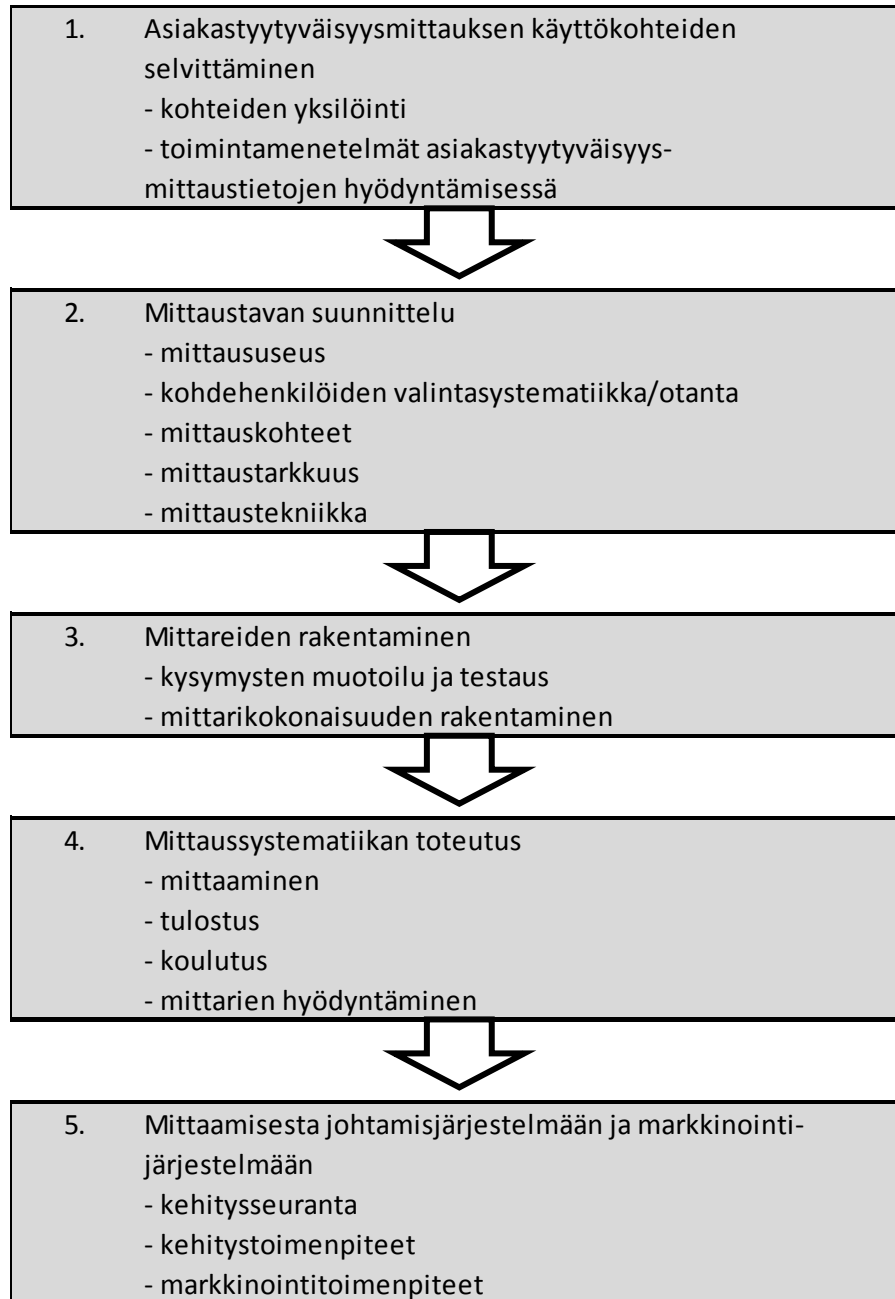 1. Asiakastyytyväisyysmittauksen käyttökohteiden
selvittäminen
- kohteiden yksilöinti
- toimintamenetelmät asiakastyytyväisyys-
mittaustietojen hyödyntämisessä
2. Mittaustavan suunnittelu
- mittaususeus
- kohdehenkilöiden valintasystematiikka/otanta
- mittauskohteet
- mittaustarkkuus
- mittaustekniikka
3. Mittareiden rakentaminen
- kysymysten muotoilu ja testaus
- mittarikokonaisuuden rakentaminen
4. Mittaussystematiikan toteutus
- mittaaminen
- tulostus
- koulutus
- mittarien hyödyntäminen
5. Mittaamisesta johtamisjärjestelmään ja markkinointi-
järjestelmään
- kehitysseuranta
- kehitystoimenpiteet
- markkinointitoimenpiteet